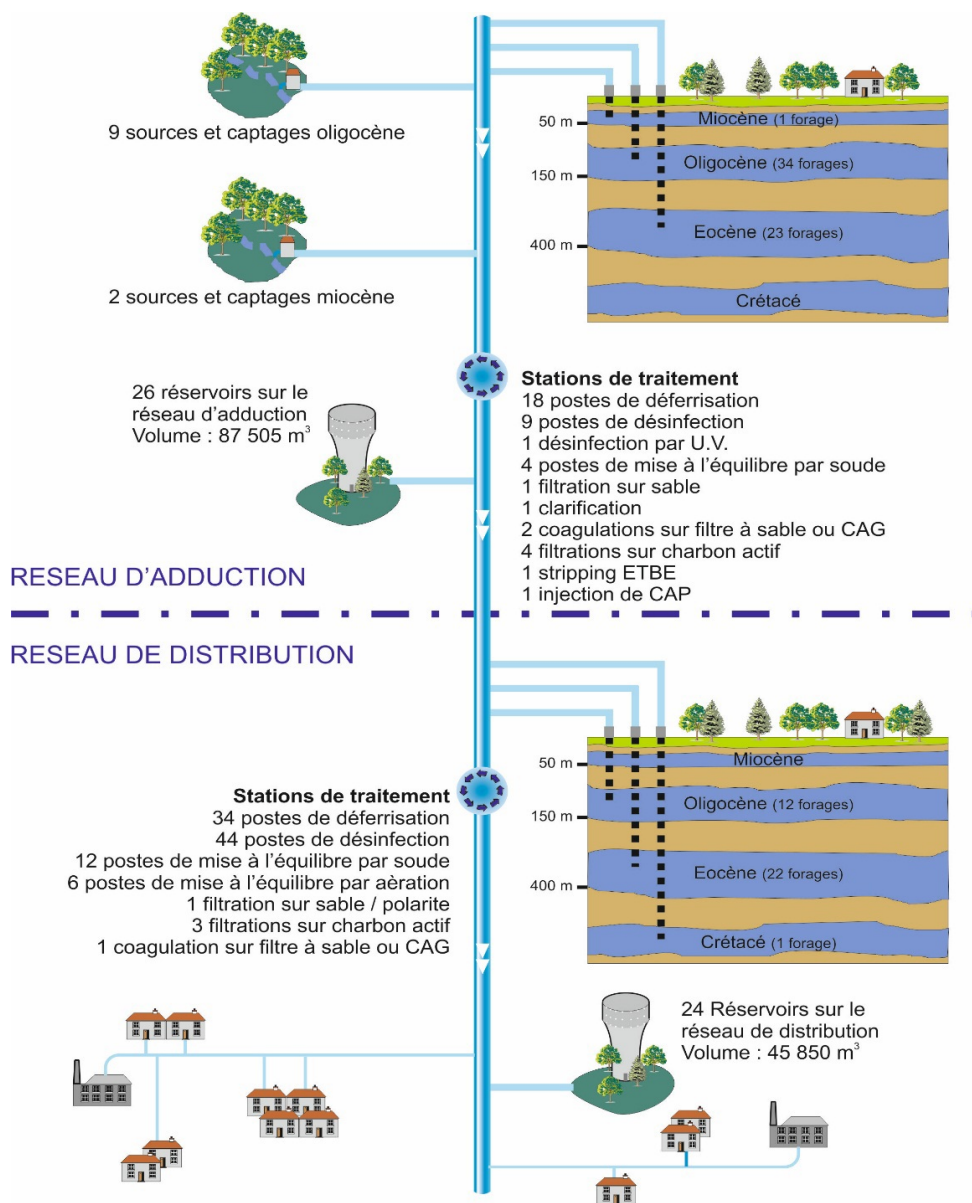 9 sources et captages oligocène
2 sources et captages miocène
50 m
150 m
400 m
Miocène (1 forage)
Oligocène (34 forages)
Eocène (23 forages)
Crétacé
26 réservoirs sur le
réseau d'adduction
Volume : 87 505 m³
Stations de traitement
18 postes de déferrisation
9 postes de désinfection
1 désinfection par U.V.
4 postes de mise à l'équilibre par soude
1 filtration sur sable
1 clarification
2 coagulations sur filtre à sable ou CAG
4 filtrations sur charbon actif
1 stripping ETBE
1 injection de CAP
RESEAU D'ADDUCTION
RESEAU DE DISTRIBUTION
50 m
150 m
400 m
Miocène
Oligocène (12 forages)
Eocène (22 forages)
Crétacé (1 forage)
Stations de traitement
34 postes de déferrisation
44 postes de désinfection
12 postes de mise à l'équilibre par soude
6 postes de mise à l'équilibre par aèration
1 filtration sur sable / polarite
3 filtrations sur charbon actif
1 coagulation sur filtre à sable ou CAG
24 Réservoirs sur le
réseau de distribution
Volume : 45 850 m³